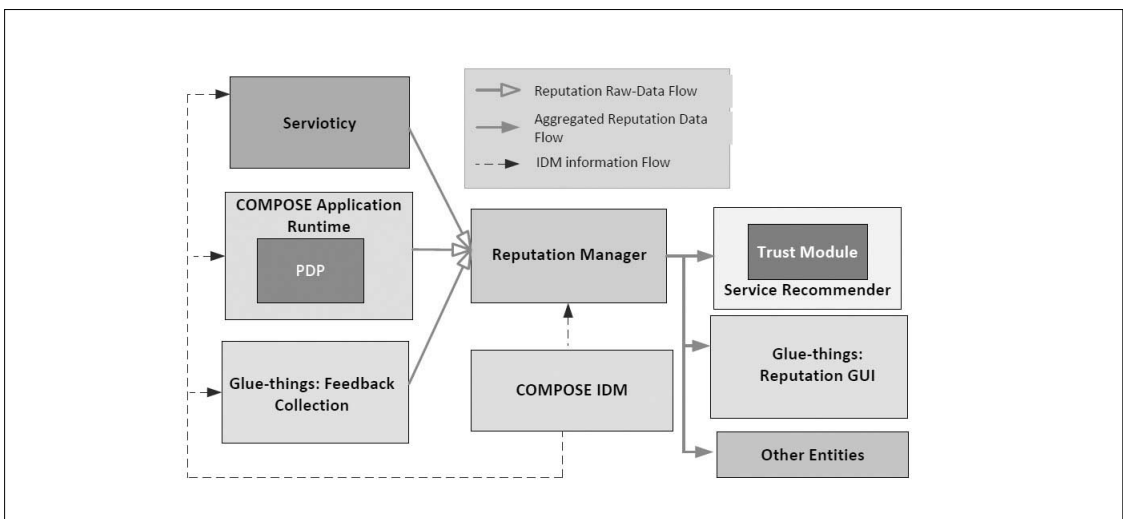 Servioticy
Reputation Raw-Data Flow
Aggregated Reputation Data
Flow
IDM information Flow
COMPOSE Application
Runtime
PDP
Reputation Manager
Trust Module
Service Recommender
Glue-things: Feedback
Collection
COMPOSE IDM
Glue-things:
Reputation GUI
Other Entities